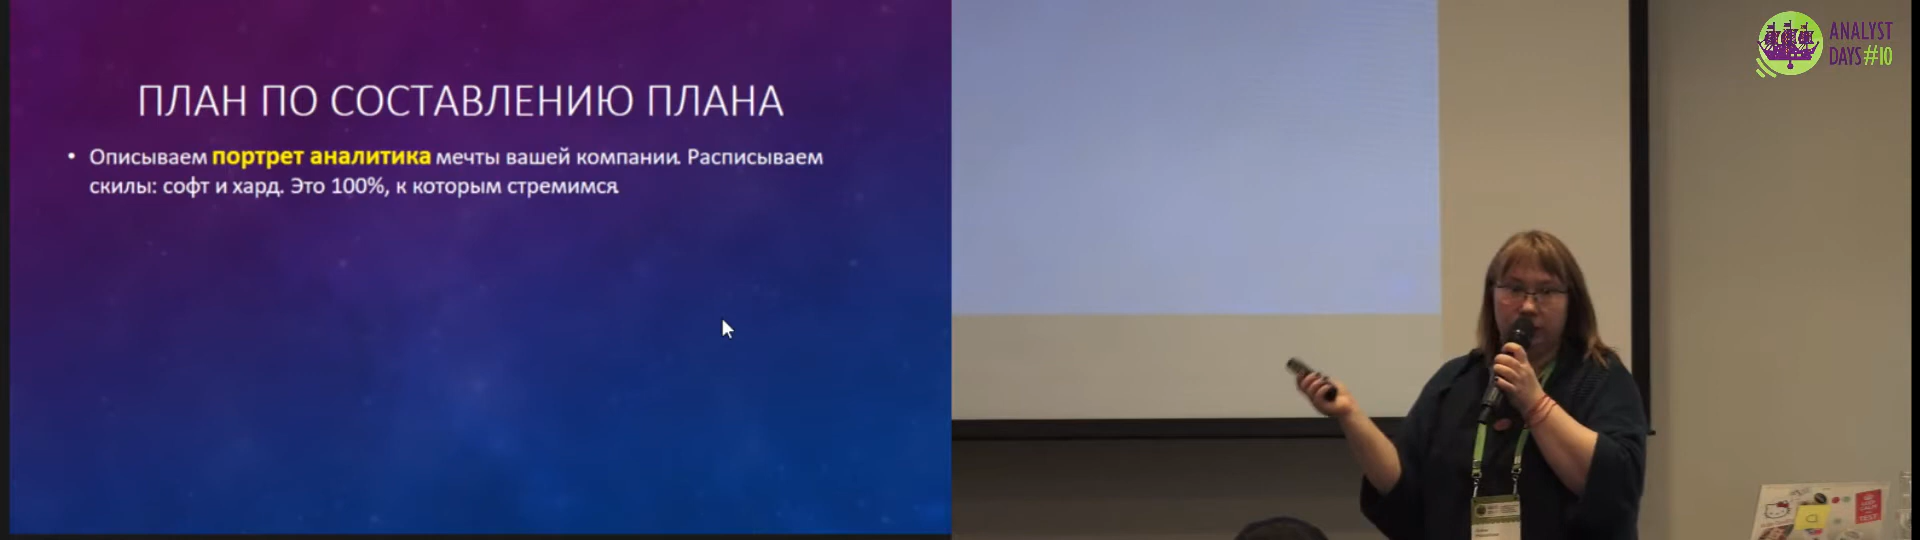 ПЛАН ПО СОСТАВЛЕНИЮ ПЛАНА
• Описываем портрет аналитика мечты вашей компании. Расписываем
скилы: софт и хард. Это 100%, к которым стремимся
ANALYST
DAYS#10